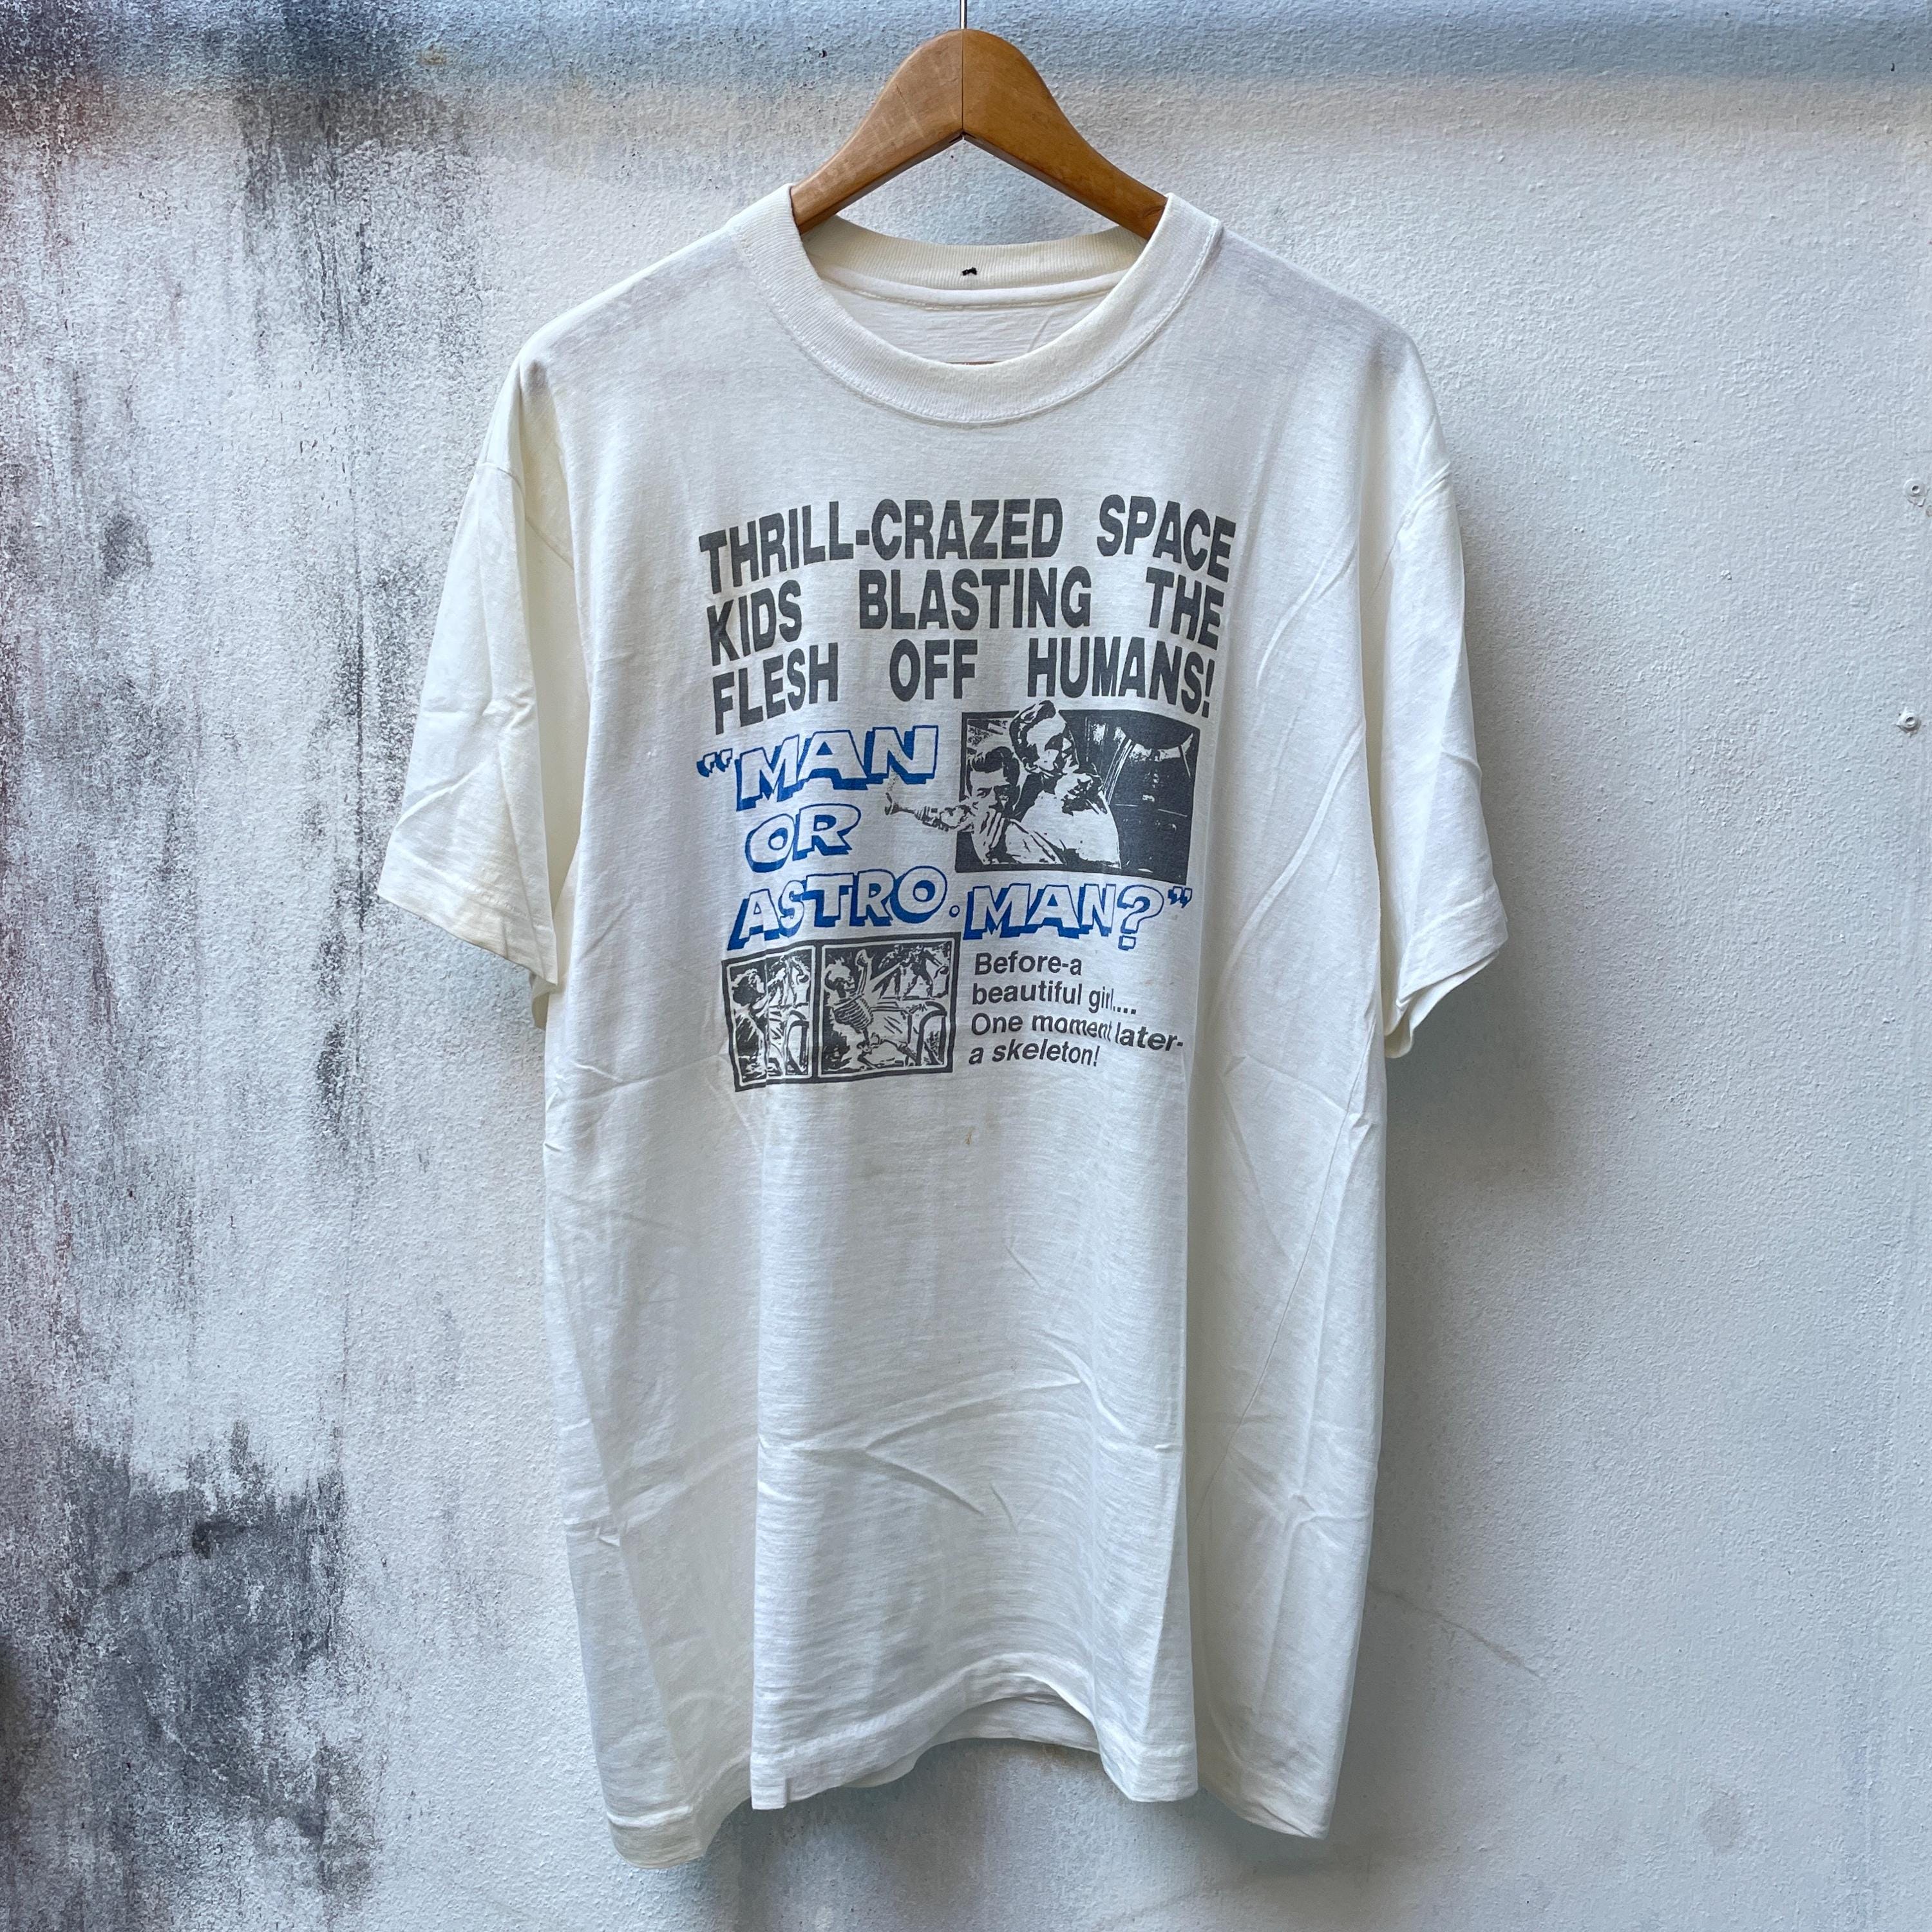 THRILL-CRAZED SPACE
KIDS BLASTING THE
FLESH OFF HUMANS!
"MAN
OR
ASTRO-MAN?"
Before-a
beautiful girl....
One moment later-
a skeleton!